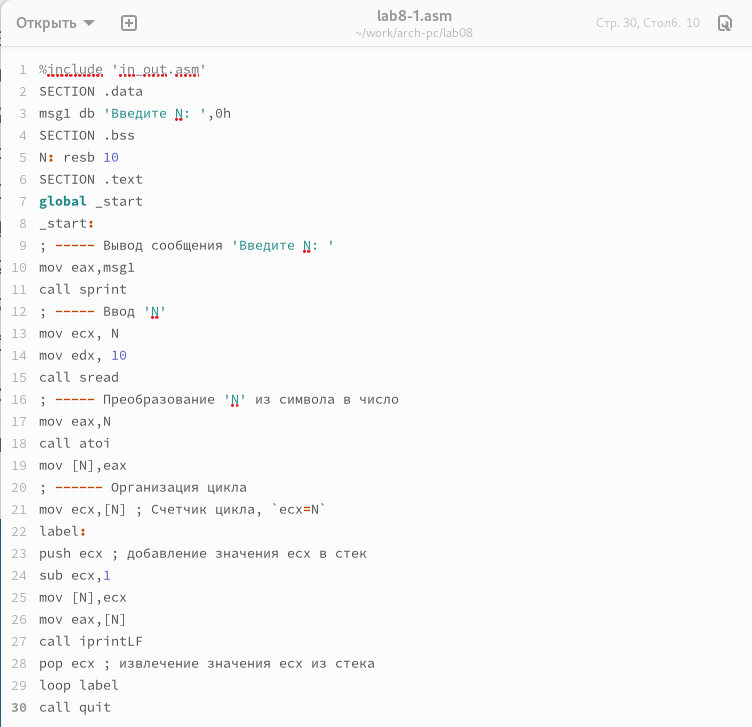 Открыть
lab8-1.asm
~/work/arch-pc/lab08
Стр. 30, Столб. 10
1 %include 'in_out.asm'
2 SECTION .data
3 msg1 db 'Введите N: ',0h
4 SECTION .bss
5 N: resb 10
6 SECTION .text
7 global _start
8 _start:
9 ; ----- Вывод сообщения 'Введите N: '
10 mov eax,msg1
11 call sprint
12 ; ----- Ввод 'N'
13 mov ecx, N
14 mov edx, 10
15 call sread
16 ; ----- Преобразование 'N' из символа в число
17 mov eax,N
18 call atoi
19 mov [N],eax
20 ; ------ Организация цикла
21 mov ecx,[N] ; Счетчик цикла, `ecx=N`
22 label:
23 push ecx ; добавление значения ecx в стек
24 sub ecx,1
25 mov [N],ecx
26 mov eax,[N]
27 call iprintLF
28 pop ecx ; извлечение значения ecx из стека
29 loop label
30 call quit